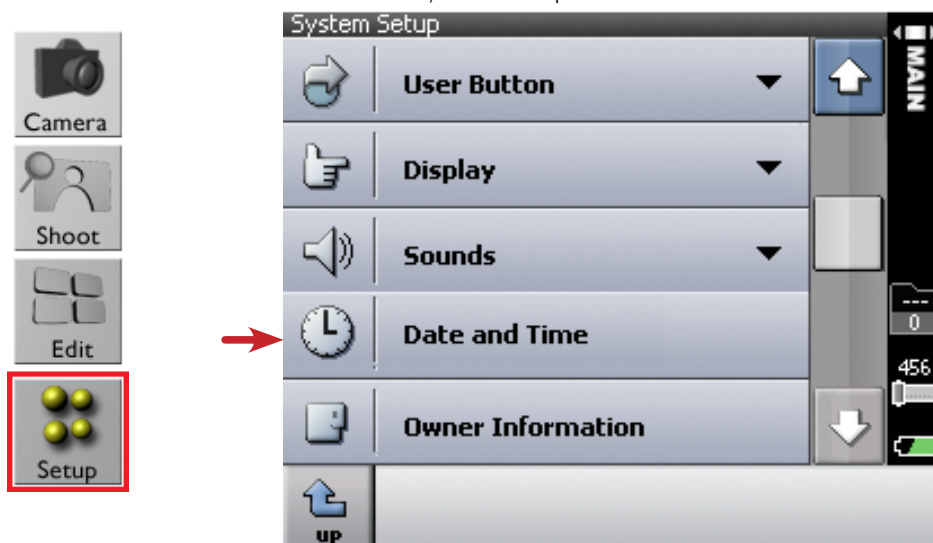 Camera
Shoot
Edit
Setup
System Setup
User Button
Display
Sounds
Date and Time
Owner Information
UP
MAIN
---
0
456